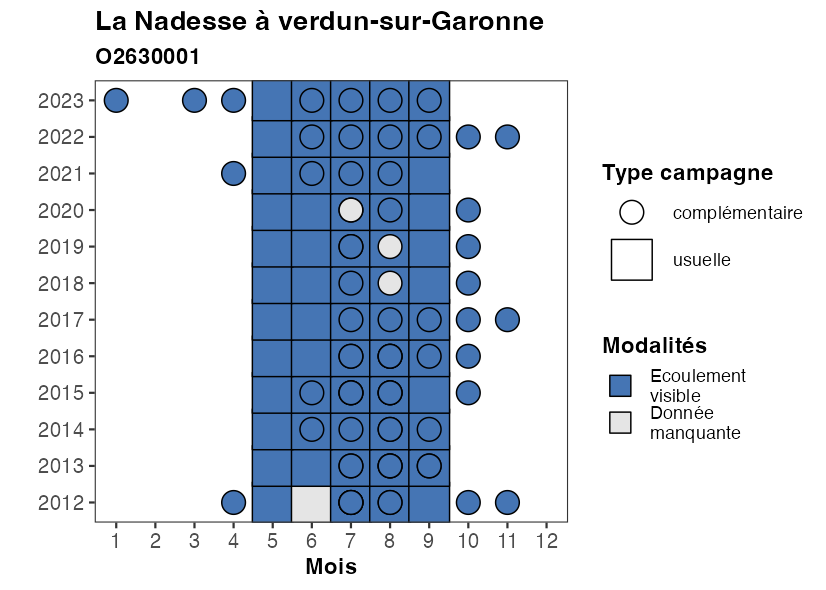 La Nadesse à verdun-sur-Garonne
O2630001
2023
2022
2021
2020
2019
2018
2017
2016
2015
2014
2013
2012
1 2 3 4 5 6 7 8 9 10 11 12
Mois
Type campagne
complémentaire
usuelle
Modalités
Ecoulement
visible
Donnée
manquante